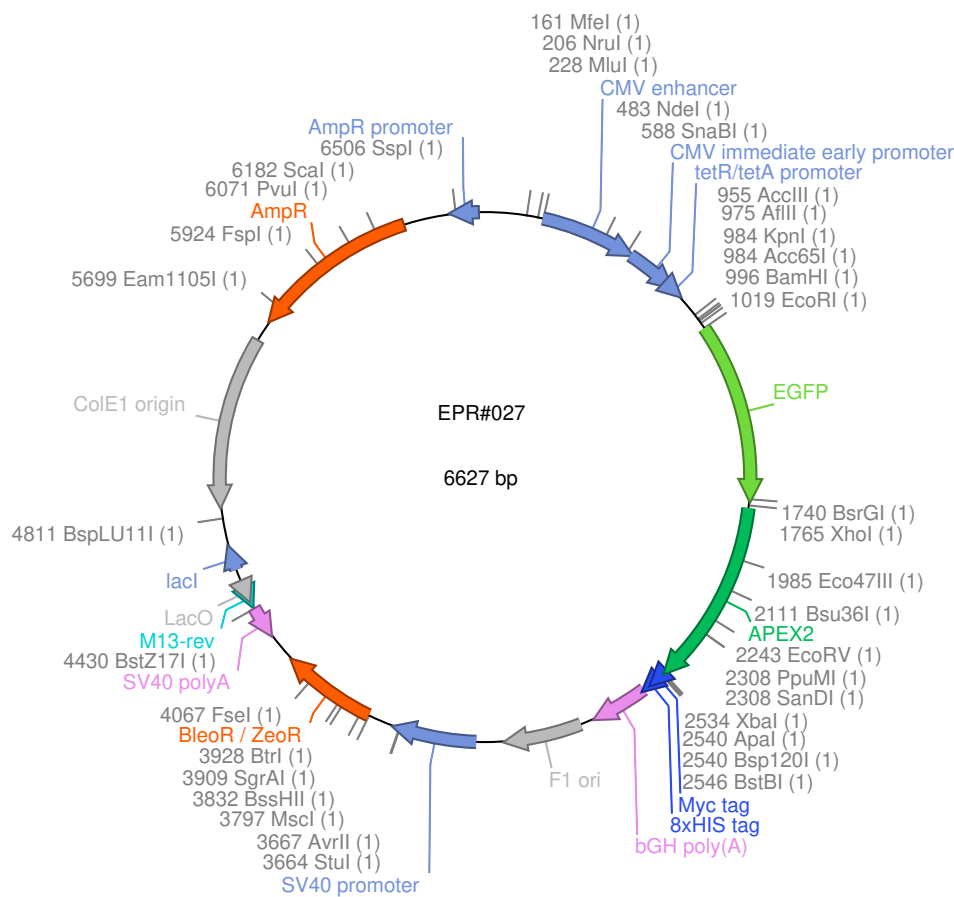 161 MfeI (1)
206 NruI (1)
228 MluI (1)
CMV enhancer
483 NdeI (1)
588 SnaBI (1)
CMV immediate early promoter
tetR/tetA promoter
955 AccIII (1)
975 AflII (1)
984 KpnI (1)
984 Acc65I (1)
996 BamHI (1)
1019 EcoRI (1)
EGFP
1740 BsrGI (1)
1765 XhoI (1)
1985 Eco47III (1)
2111 Bsu36I (1)
APEX2
2243 EcoRV (1)
2308 PpuMI (1)
2308 SanDI (1)
2534 XbaI (1)
2540 ApaI (1)
2540 Bsp120I (1)
2546 BstBI (1)
Myc tag
8xHIS tag
bGH poly(A)
F1 ori
SV40 promoter
3664 StuI (1)
3667 AvrII (1)
3797 MscI (1)
3832 BssHII (1)
3909 SgrAI (1)
3928 BtrI (1)
BleoR / ZeoR
4067 FseI (1)
SV40 polyA
4430 BstZ17I (1)
M13-rev
LacO
lacI
4811 BspLU11I (1)
ColE1 origin
5699 Eam1105I (1)
5924 FspI (1)
AmpR
6071 PvuI (1)
6182 ScaI (1)
6506 SspI (1)
AmpR promoter
EPR#027
6627 bp